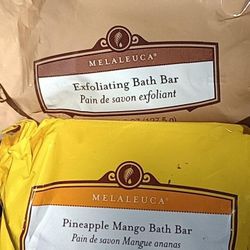 MELALEUCA®
Exfoliating Bath Bar
Pain de savon exfoliant
MELALEUCA®
Pineapple Mango Bath Bar
Pain de savon Mangue ananas